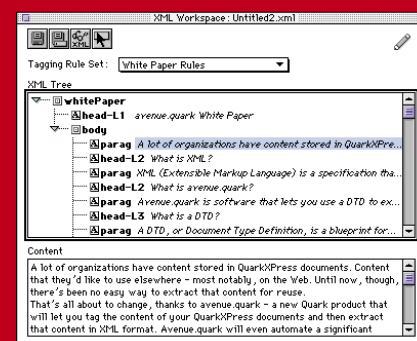 XML Workspace: Untitled2.xml
XML
Tagging Rule Set: White Paper Rules
XML Tree
whitePaper
A head-L1 avenue.quark White Paper
body
A parag A lot of organizations have content stored in QuarkXPre...
A head-L2 What is XML?
A parag XML (Extensible Markup Language) is a specification tha...
A head-L2 What is avenue.quark?
A parag Avenue.quark is software that lets you use a DTD to ex...
A head-L3 What is a DTD?
A parag A DTD, or Document Type Definition, is a blueprint for...
Content
A lot of organizations have content stored in QuarkXPress documents. Content
that they'd like to use elsewhere – most notably, on the Web. Until now, though,
there's been no easy way to extract that content for reuse.
That's all about to change, thanks to avenue.quark – a new Quark product that
will let you tag the content of your QuarkXPress documents and then extract
that content in XML format. Avenue.quark will even automate a significant